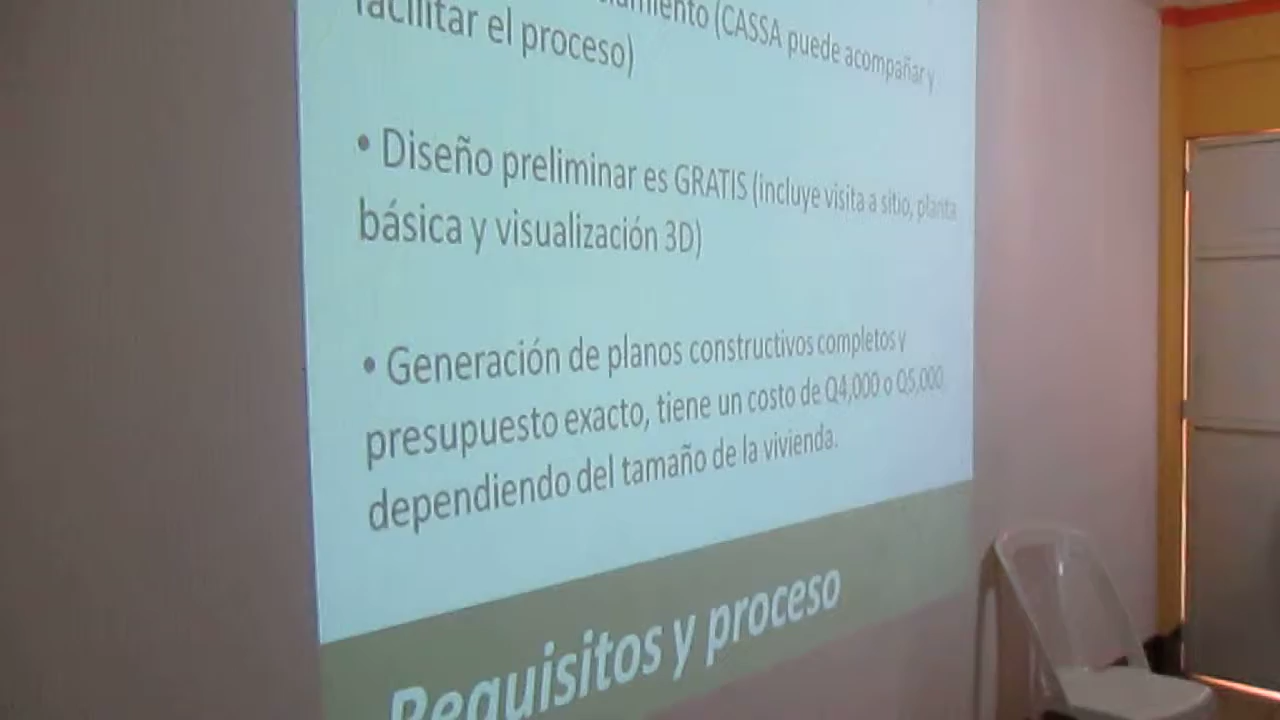 (CASSA puede acompañar y
facilitar el proceso)
• Diseño preliminar es GRATIS (incluye visita a sitio, planta
básica y visualización 3D)
• Generación de planos constructivos completos y
presupuesto exacto, tiene un costo de Q4,000 o Q5,000
dependiendo del tamaño de la vivienda.
Requisitos y proceso